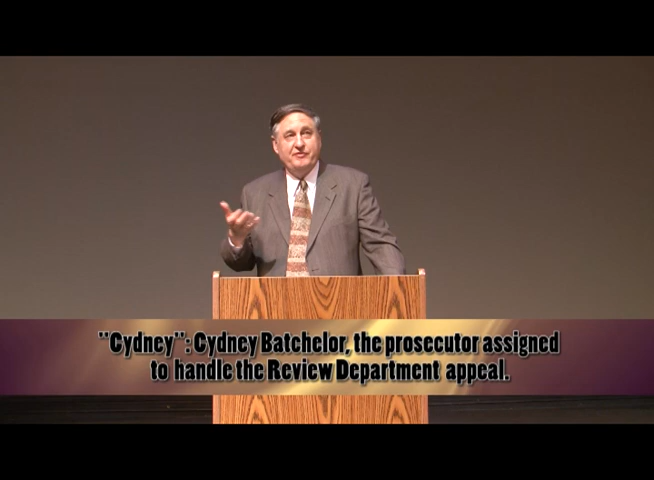 "Cydney": Cydney Batchelor, the prosecutor assigned
to handle the Review Department appeal.